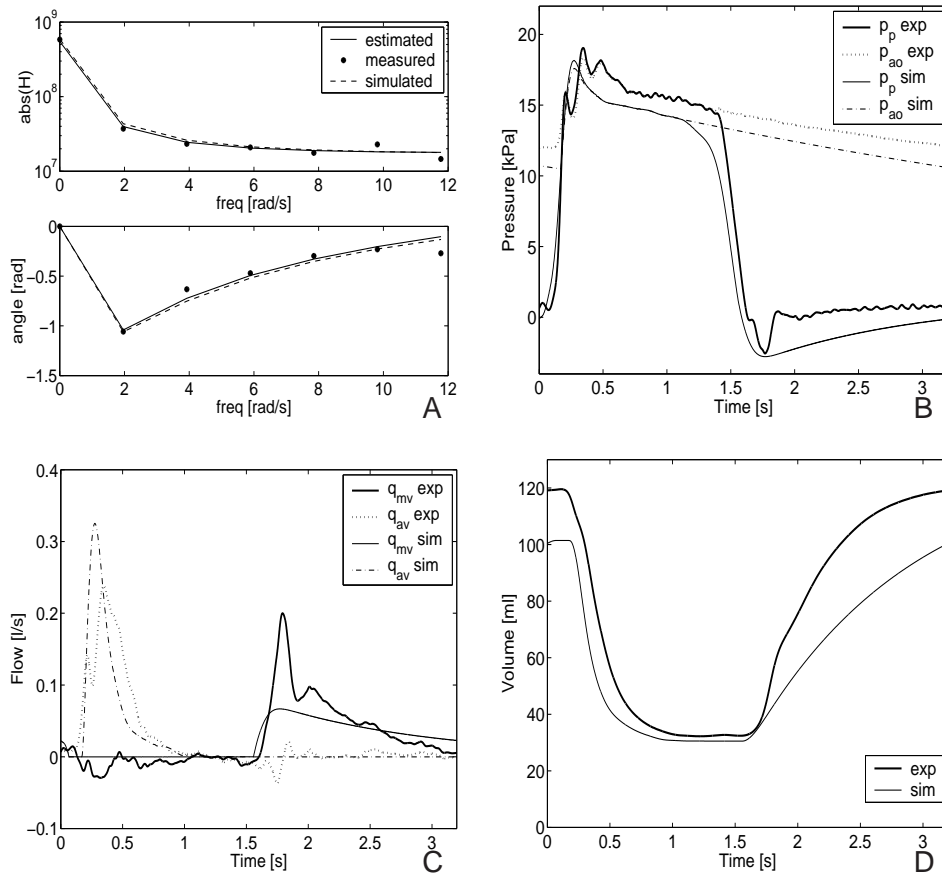 10^9
10^8
10^7
abs(H)
estimated
measured
simulated
0 2 4 6 8 10 12
freq [rad/s]
0
−0.5
−1
−1.5
angle [rad]
0 2 4 6 8 10 12
freq [rad/s]
A
20
15
10
5
0
Pressure [kPa]
p_p exp
p_ao exp
p_p sim
p_ao sim
0 0.5 1 1.5 2 2.5 3
Time [s]
B
0.4
0.3
0.2
0.1
0
−0.1
Flow [l/s]
q_mv exp
q_av exp
q_mv sim
q_av sim
0 0.5 1 1.5 2 2.5 3
Time [s]
C
120
100
80
60
40
20
0
Volume [ml]
exp
sim
0 0.5 1 1.5 2 2.5 3
Time [s]
D